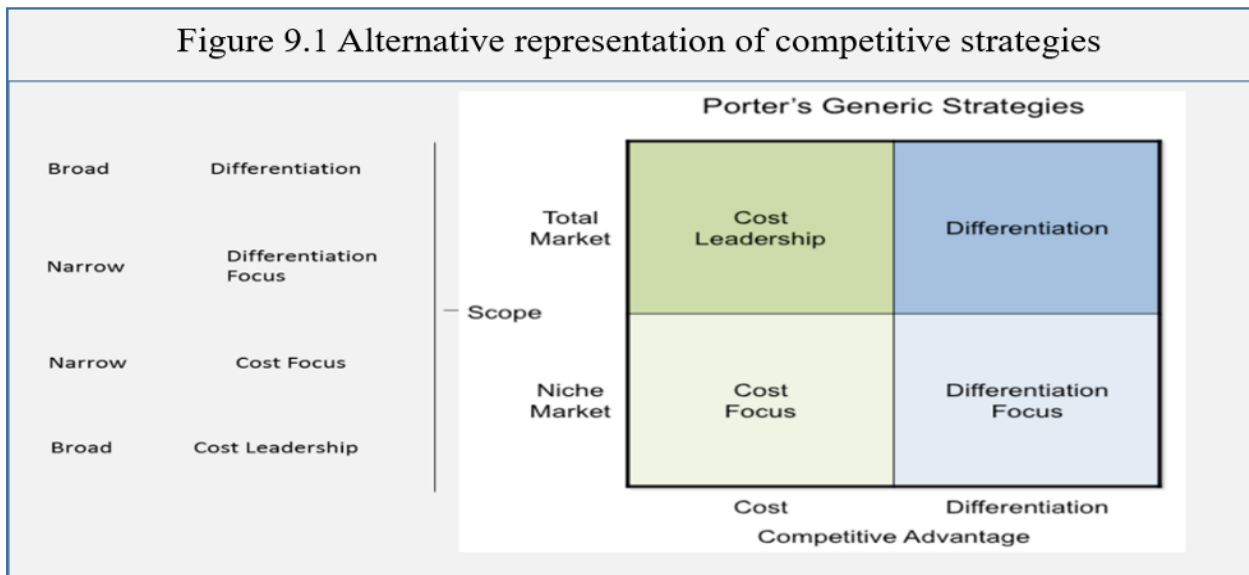 Figure 9.1 Alternative representation of competitive strategies
Broad Differentiation
Narrow Differentiation
Focus
Narrow Cost Focus
Broad Cost Leadership
Porter's Generic Strategies
Scope
Total
Market
Cost
Leadership
Differentiation
Niche
Market
Cost
Focus
Differentiation
Focus
Cost Differentiation
Competitive Advantage